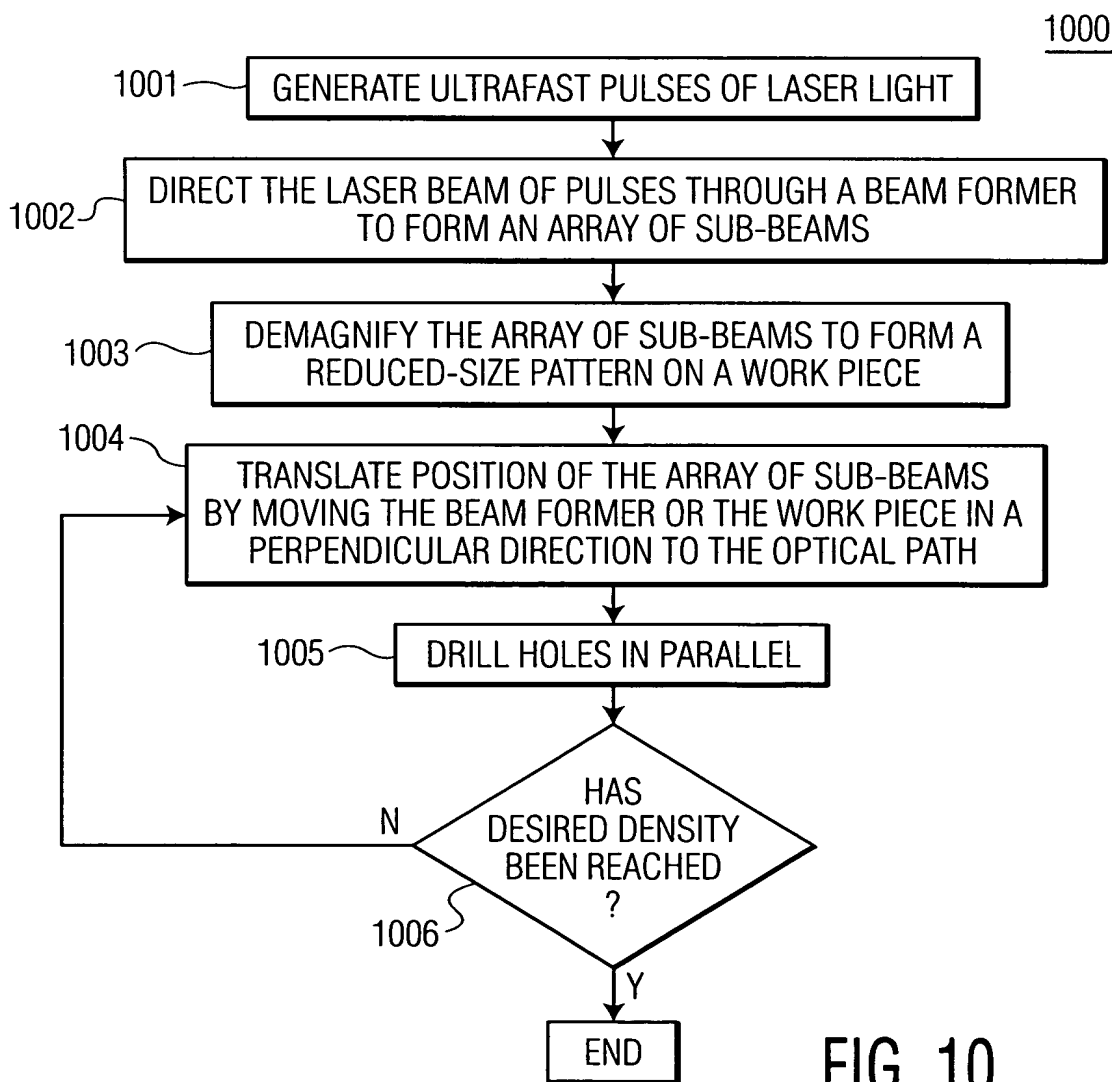 1000
1001
GENERATE ULTRAFAST PULSES OF LASER LIGHT
1002
DIRECT THE LASER BEAM OF PULSES THROUGH A BEAM FORMER
TO FORM AN ARRAY OF SUB-BEAMS
1003
DEMAGNIFY THE ARRAY OF SUB-BEAMS TO FORM A
REDUCED-SIZE PATTERN ON A WORK PIECE
1004
TRANSLATE POSITION OF THE ARRAY OF SUB-BEAMS
BY MOVING THE BEAM FORMER OR THE WORK PIECE IN A
PERPENDICULAR DIRECTION TO THE OPTICAL PATH
1005
DRILL HOLES IN PARALLEL
N
HAS
DESIRED DENSITY
BEEN REACHED
?
1006
Y
END
FIG. 10